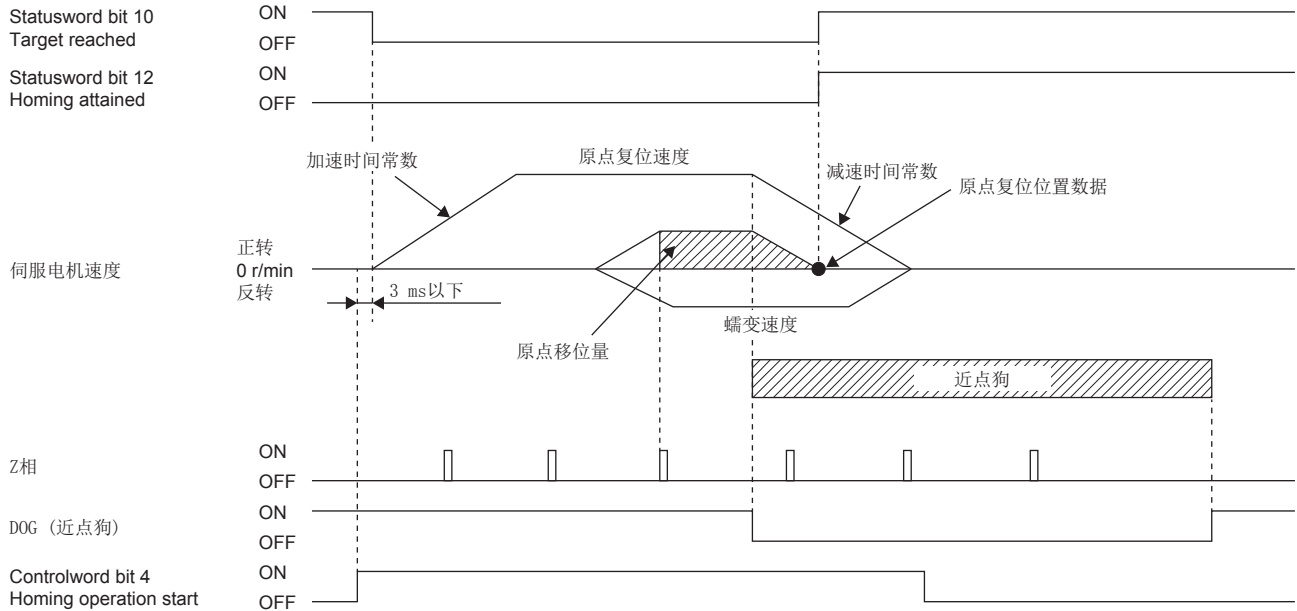 Statusword bit 10
Target reached
ON
OFF
Statusword bit 12
Homing attained
ON
OFF
加速时间常数
原点复位速度
减速时间常数
原点复位位置数据
伺服电机速度
正转
0 r/min
反转
3 ms以下
原点移位量
蠕变速度
近点狗
Z相
ON
OFF
DOG (近点狗)
ON
OFF
Controlword bit 4
Homing operation start
ON
OFF